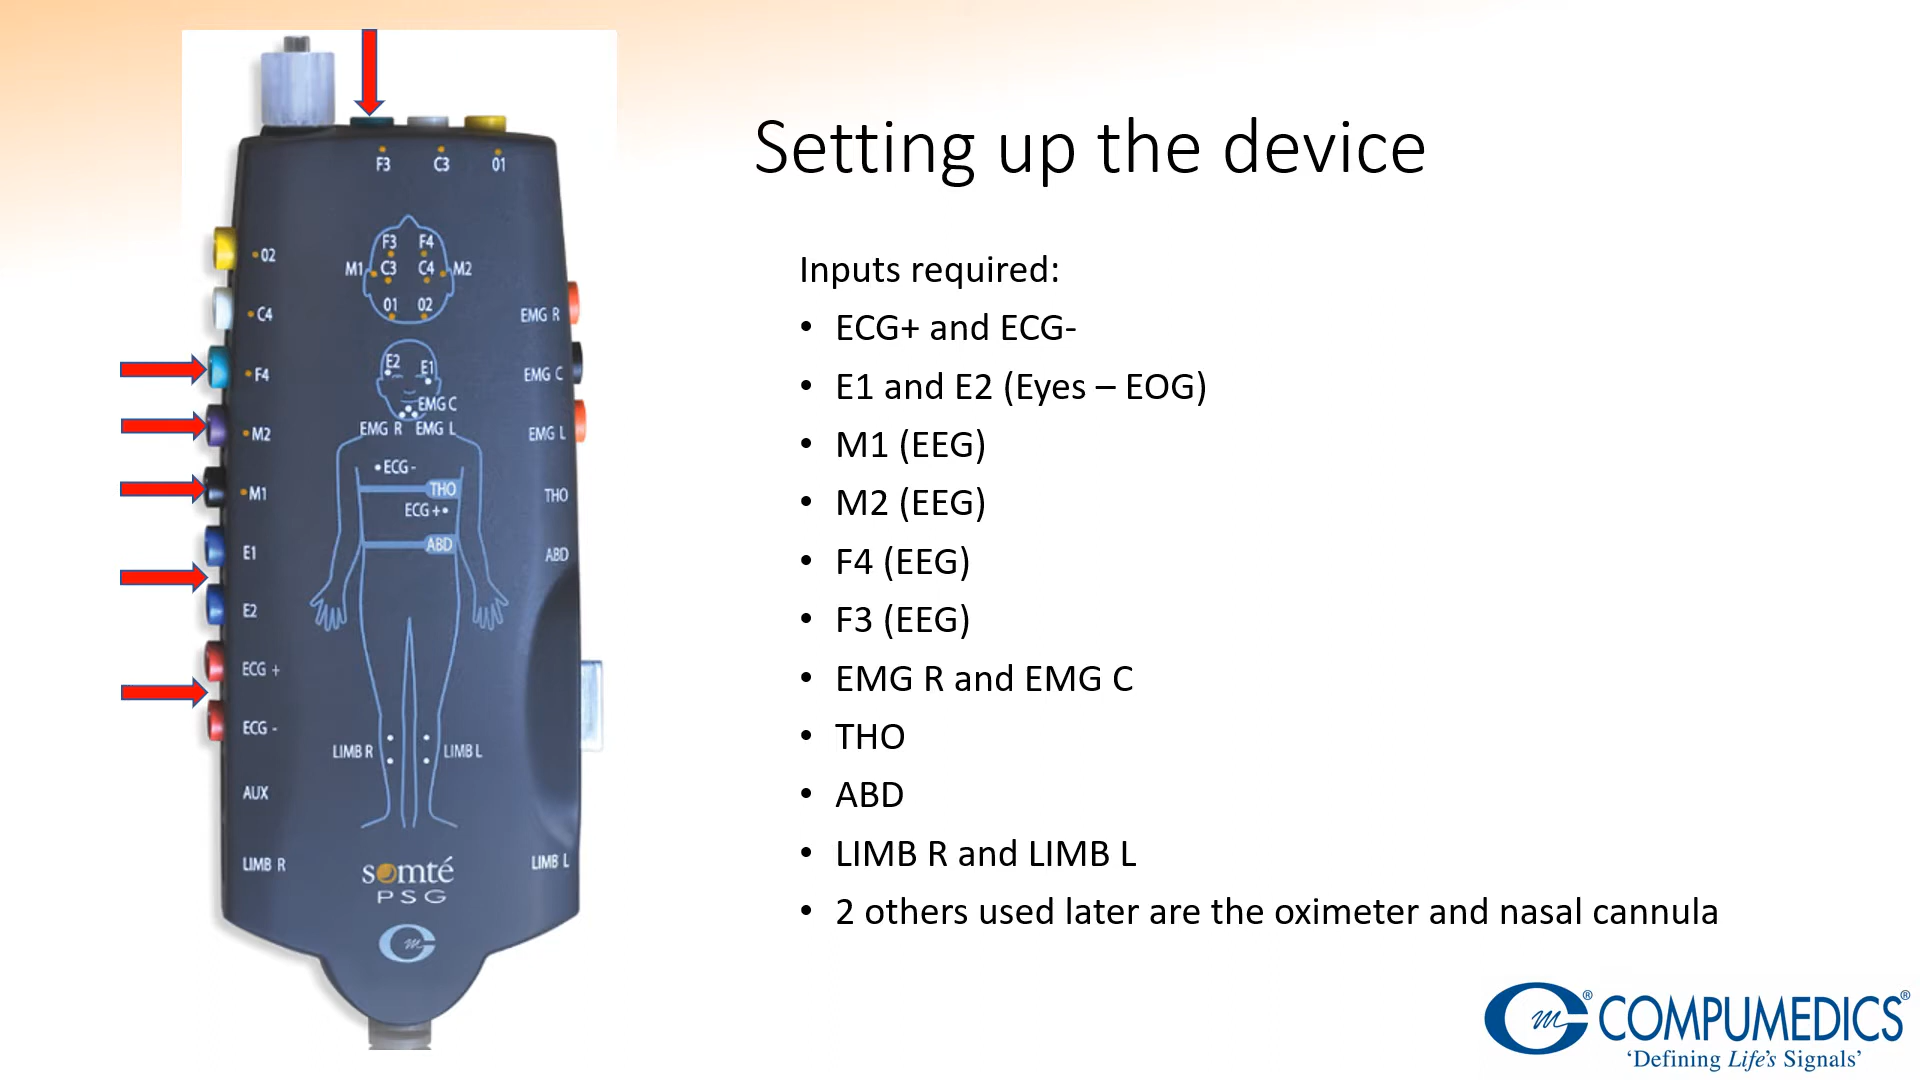 Setting up the device
Inputs required:
• ECG+ and ECG-
• E1 and E2 (Eyes – EOG)
• M1 (EEG)
• M2 (EEG)
• F4 (EEG)
• F3 (EEG)
• EMG R and EMG C
• THO
• ABD
• LIMB R and LIMB L
• 2 others used later are the oximeter and nasal cannula
F3 C3 01
02
C4
F4
M2
M1
E1
E2
ECG +
ECG -
AUX
LIMB R
F3 F4
M1 C3 C4 M2
01 02
E2 E1
EMG C
EMG R EMG L
ECG -
THO
ECG +
ABD
LIMB R LIMB L
EMG R
EMG C
EMG L
THO
ABD
LIMB L
somté
PSG
m
m
® COMPUMEDICS®
‘Defining Life’s Signals’